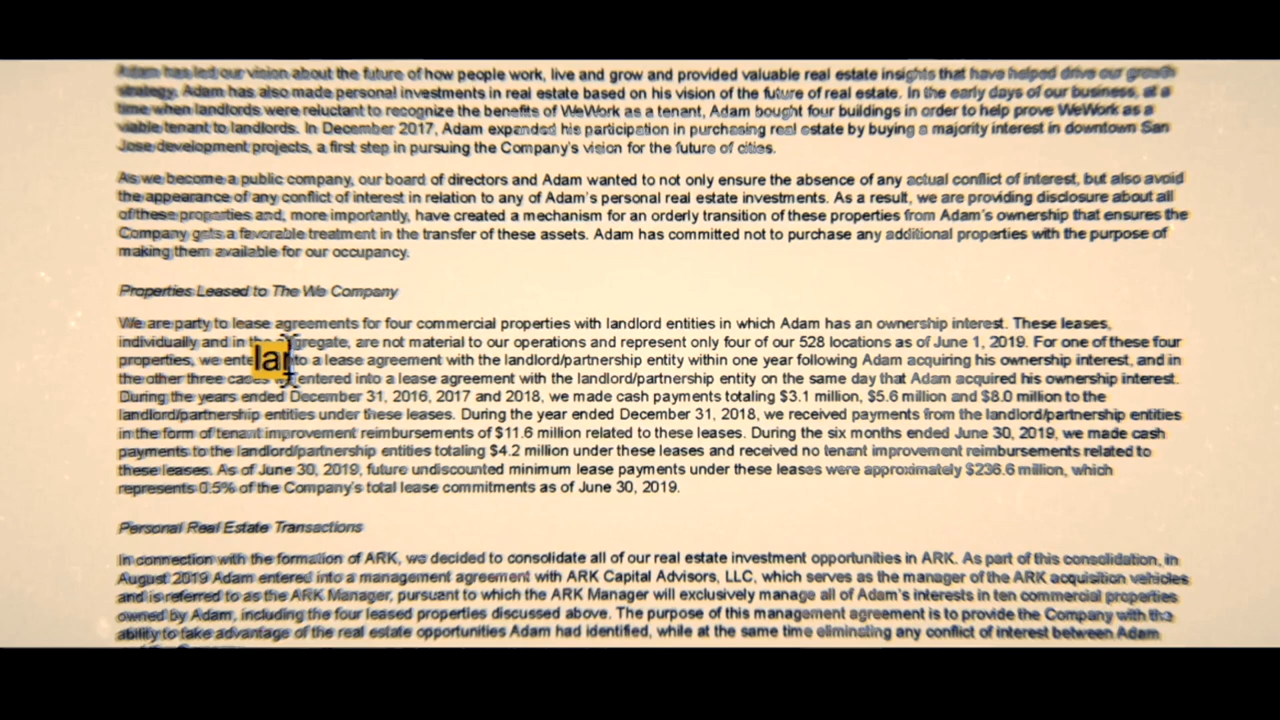 Adam has led our vision about the future of how people work, live and grow and provided valuable real estate insights that have helped drive our growth
strategy. Adam has also made personal investments in real estate based on his vision of the future of real estate. In the early days of our business, at a
time when landlords were reluctant to recognize the benefits of WeWork as a tenant, Adam bought four buildings in order to help prove WeWork as a
viable tenant to landlords. In December 2017, Adam expanded his participation in purchasing real estate by buying a majority interest in downtown San
Jose development projects, a first step in pursuing the Company's vision for the future of cities.
As we become a public company, our board of directors and Adam wanted to not only ensure the absence of any actual conflict of interest, but also avoid
the appearance of any conflict of interest in relation to any of Adam's personal real estate investments. As a result, we are providing disclosure about all
of these properties and, more importantly, have created a mechanism for an orderly transition of these properties from Adam's ownership that ensures the
Company gets a favorable treatment in the transfer of these assets. Adam has committed not to purchase any additional properties with the purpose of
making them available for our occupancy.
Properties Leased to The We Company
We are party to lease agreements for four commercial properties with landlord entities in which Adam has an ownership interest. These leases,
individually and in the aggregate, are not material to our operations and represent only four of our 528 locations as of June 1, 2019. For one of these four
properties, we lar to a lease agreement with the landlord/partnership entity within one year following Adam acquiring his ownership interest, and in
the other three cases we entered into a lease agreement with the landlord/partnership entity on the same day that Adam acquired his ownership interest.
During the years ended December 31, 2016, 2017 and 2018, we made cash payments totaling $3.1 million, $5.6 million and $8.0 million to the
landlord/partnership entities under these leases. During the year ended December 31, 2018, we received payments from the landlord/partnership entities
in the form of tenant improvement reimbursements of $11.6 million related to these leases. During the six months ended June 30, 2019, we made cash
payments to the landlord/partnership entities totaling $4.2 million under these leases and received no tenant improvement reimbursements related to
these leases. As of June 30, 2019, future undiscounted minimum lease payments under these leases were approximately $236.6 million, which
represents 0.5% of the Company's total lease commitments as of June 30, 2019.
Personal Real Estate Transactions
In connection with the formation of ARK, we decided to consolidate all of our real estate investment opportunities in ARK. As part of this consolidation, in
August 2019 Adam entered into a management agreement with ARK Capital Advisors, LLC, which serves as the manager of the ARK acquisition vehicles
and is referred to as the ARK Manager, pursuant to which the ARK Manager will exclusively manage all of Adam's interests in ten commercial properties
owned by Adam, including the four leased properties discussed above. The purpose of this management agreement is to provide the Company with the
ability to take advantage of the real estate opportunities Adam had identified, while at the same time eliminating any conflict of interest between Adam